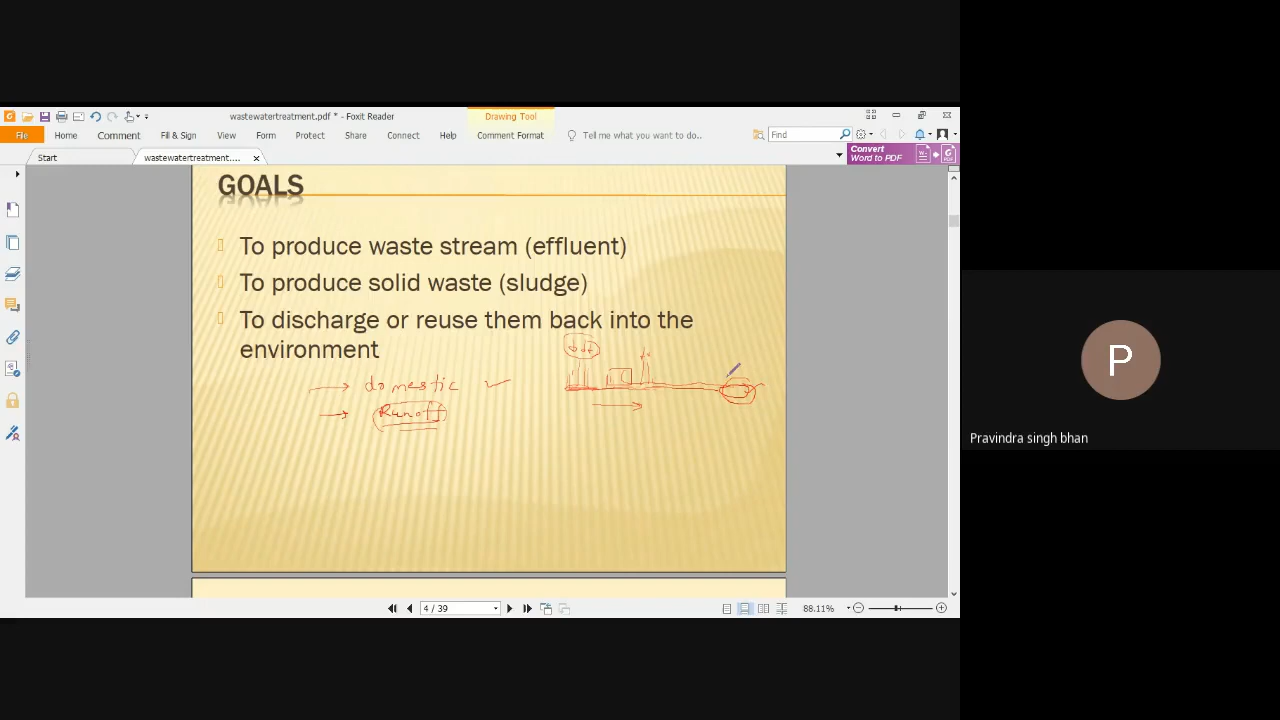 wastewatertreatment.pdf * - Foxit Reader
Drawing Tool
File Home Comment Fill & Sign View Form Protect Share Connect Help Comment Format Tell me what you want to do.. Find
Start wastewatertreatment.... Convert
Word to PDF
GOALS
To produce waste stream (effluent)
To produce solid waste (sludge)
To discharge or reuse them back into the
environment
domestic
Runoff
P
Pravindra singh bhan
4 / 39 88.11%